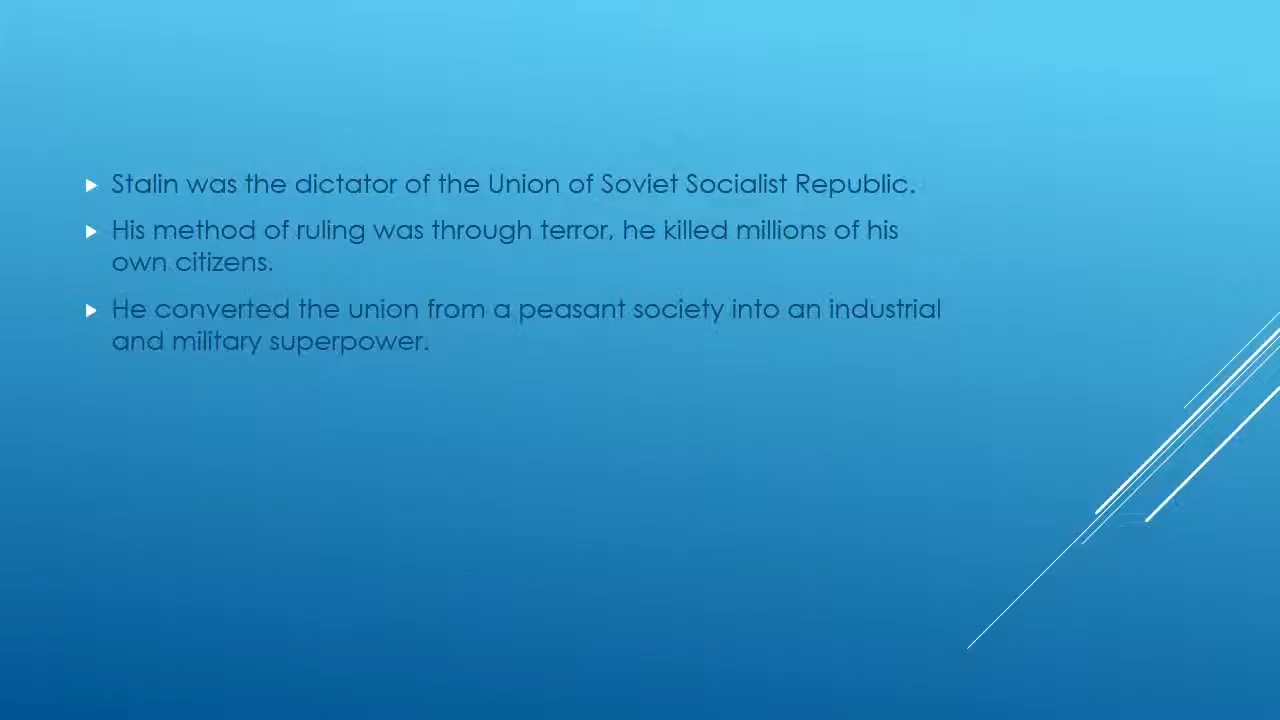 Stalin was the dictator of the Union of Soviet Socialist Republic.
His method of ruling was through terror, he killed millions of his
own citizens.
He converted the union from a peasant society into an industrial
and military superpower.